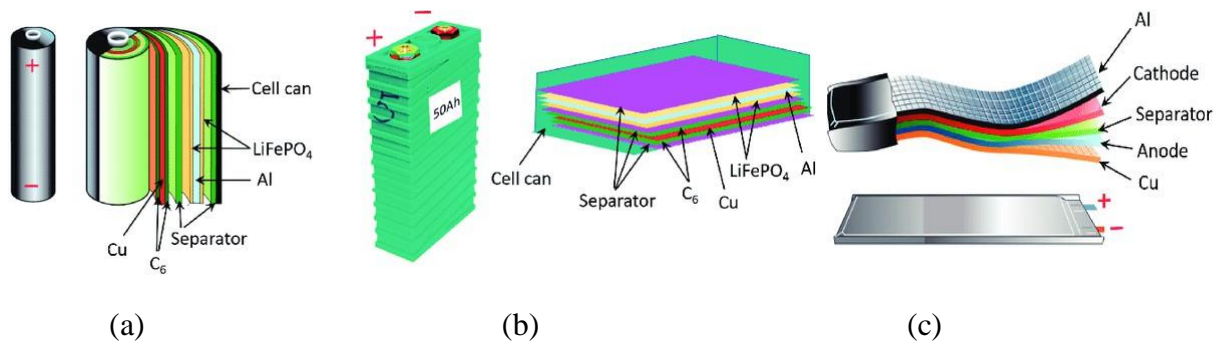 +
−
Cell can
LiFePO4
Al
Separator
Cu
C6
+
−
50Ah
Cell can
Separator
C6
Cu
LiFePO4
Al
Al
Cathode
Separator
Anode
Cu
+
−
(a)
(b)
(c)